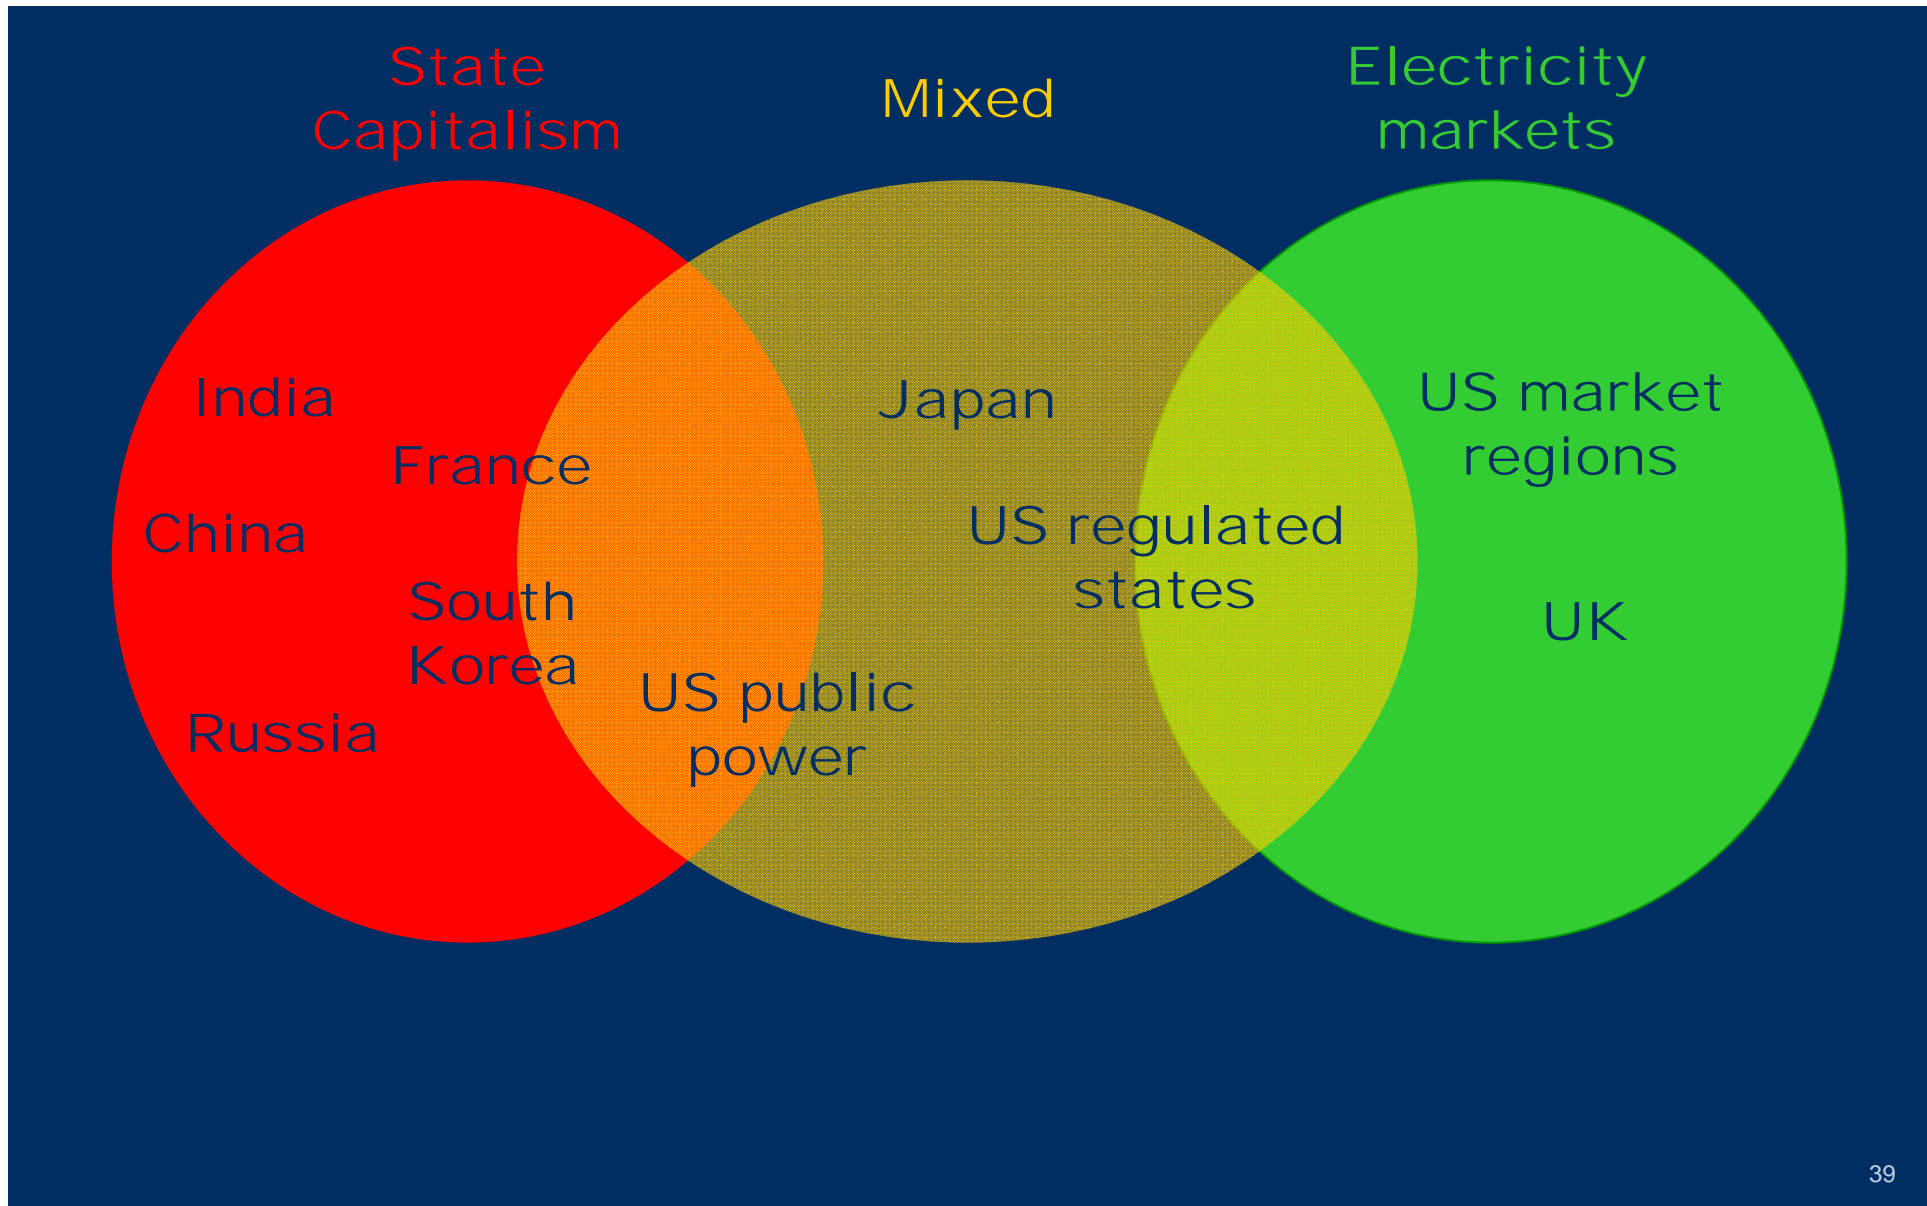 State
Capitalism
Mixed
Electricity
markets
India
France
China
South
Korea
Russia
US public
power
Japan
US regulated
states
US market
regions
UK
39